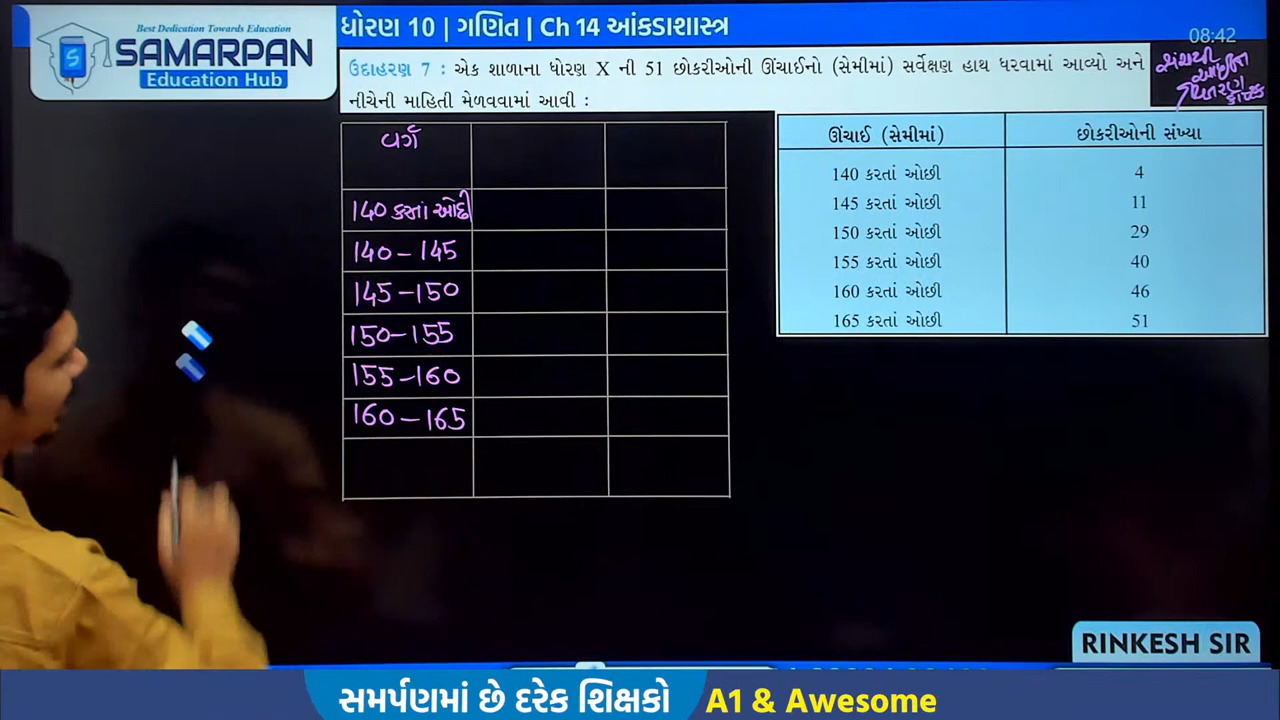 Best Dedication Towards Education
SAMARPAN
Education Hub
ધોરણ 10 | ગણિત | Ch 14 આંકડાશાસ્ત્ર
08:42
ઉદાહરણ 7 : એક શાળાના ધોરણ X ની 51 છોકરીઓની ઊંચાઈનો (સેમીમાં) સર્વેક્ષણ હાથ ધરવામાં આવ્યો અને
નીચેની માહિતી મેળવવામાં આવી :
વર્ગ
140 કરતાં ઓછી
140 – 145
145 – 150
150 – 155
155 – 160
160 – 165
ઊંચાઈ (સેમીમાં) છોકરીઓની સંખ્યા
140 કરતાં ઓછી 4
145 કરતાં ઓછી 11
150 કરતાં ઓછી 29
155 કરતાં ઓછી 40
160 કરતાં ઓછી 46
165 કરતાં ઓછી 51
RINKESH SIR
સમર્પણમાં છે દરેક શિક્ષકો A1 & Awesome